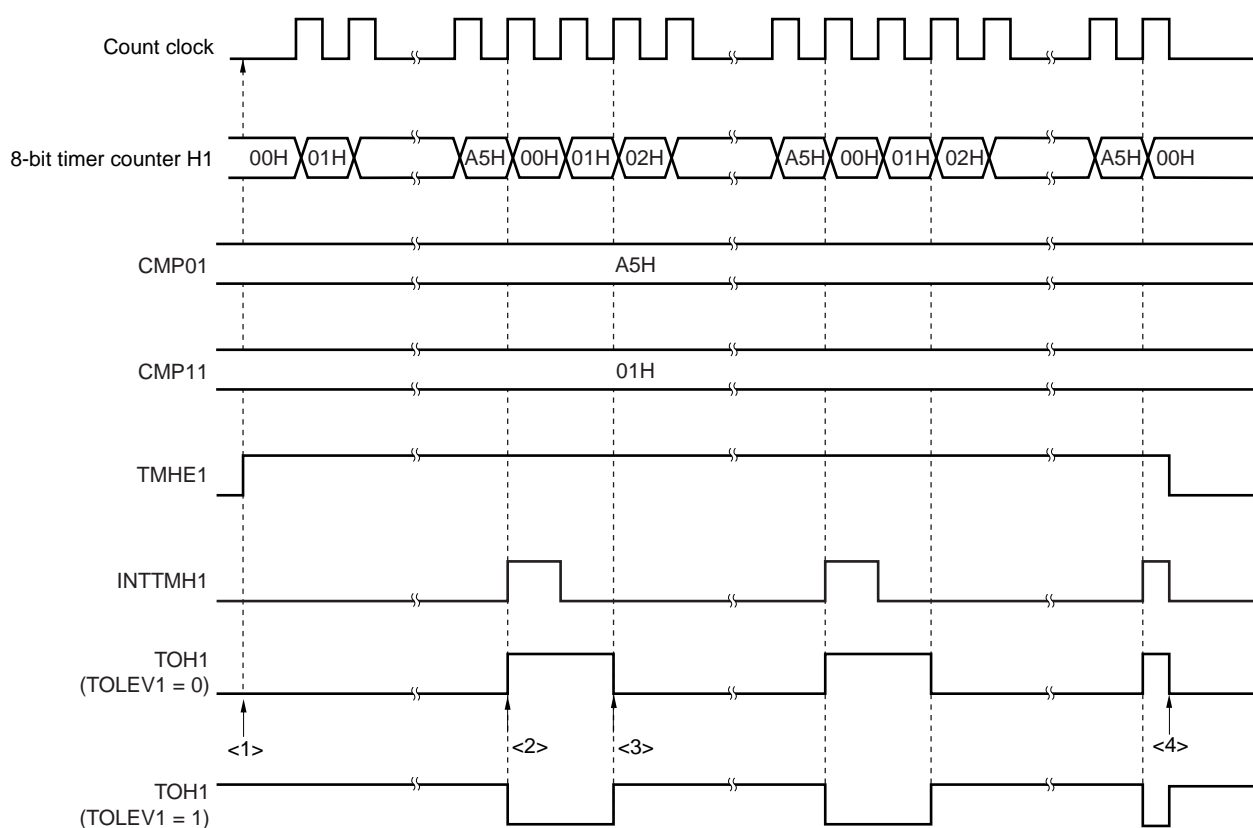 Count clock
8-bit timer counter H1
00H 01H A5H 00H 01H 02H A5H 00H 01H 02H A5H 00H
CMP01
A5H
CMP11
01H
TMHE1
INTTMH1
TOH1
(TOLEV1 = 0)
<1> <2> <3> <4>
TOH1
(TOLEV1 = 1)